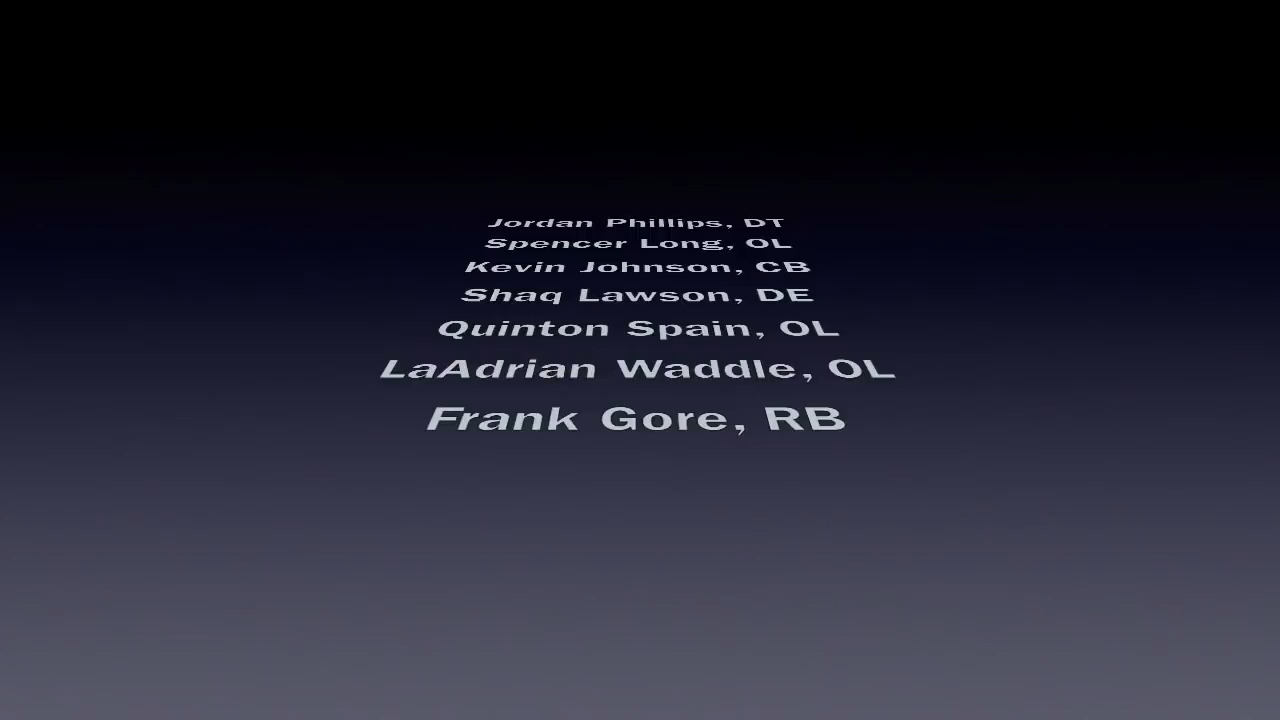 Jordan Phillips, DT
Spencer Long, OL
Kevin Johnson, CB
Shaq Lawson, DE
Quinton Spain, OL
LaAdrian Waddle, OL
Frank Gore, RB